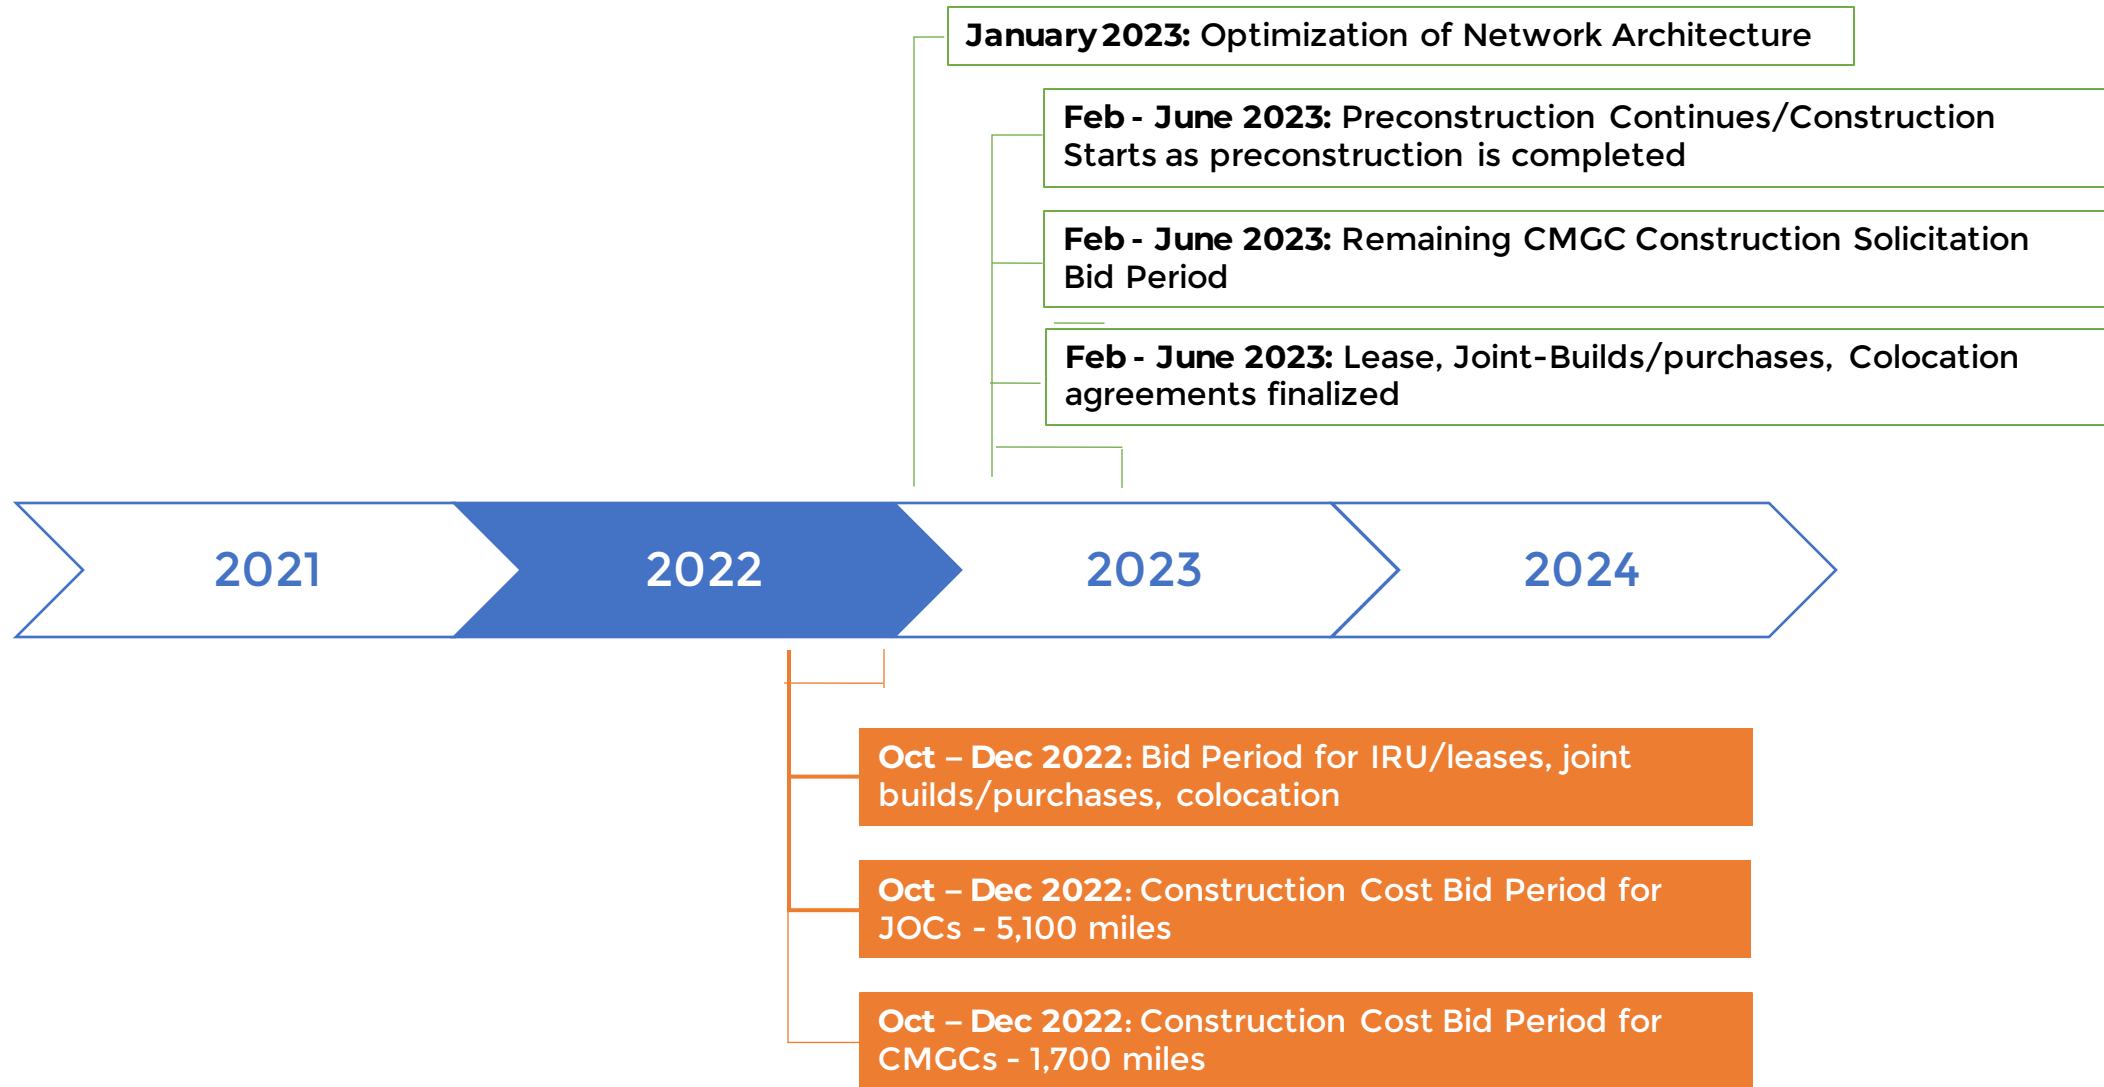 January 2023: Optimization of Network Architecture
Feb - June 2023: Preconstruction Continues/Construction
Starts as preconstruction is completed
Feb - June 2023: Remaining CMGC Construction Solicitation
Bid Period
Feb - June 2023: Lease, Joint-Builds/purchases, Colocation
agreements finalized
2021
2022
2023
2024
Oct – Dec 2022: Bid Period for IRU/leases, joint
builds/purchases, colocation
Oct – Dec 2022: Construction Cost Bid Period for
JOCs - 5,100 miles
Oct – Dec 2022: Construction Cost Bid Period for
CMGCs - 1,700 miles